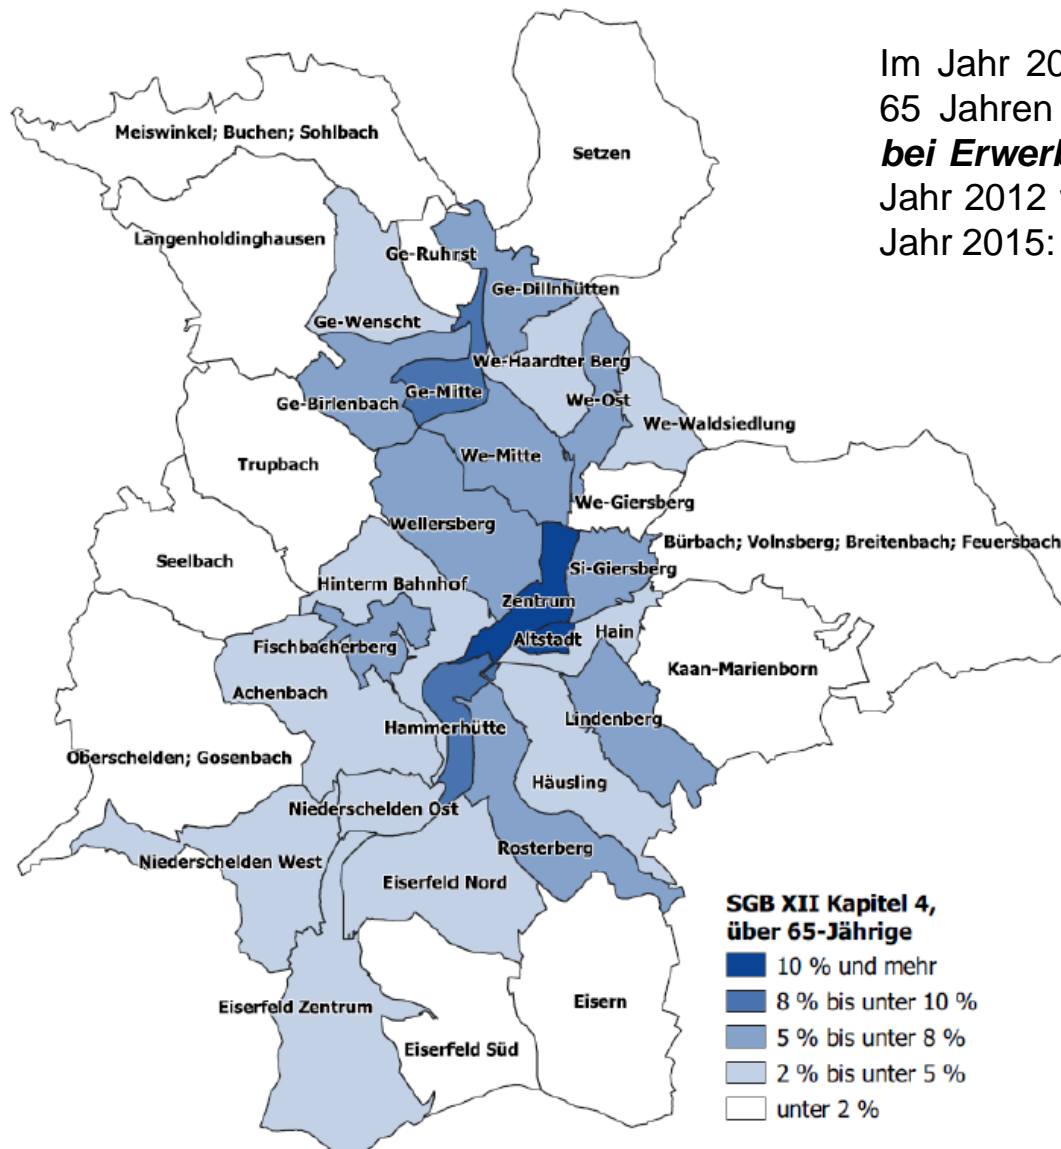 Im Jahr 20
65 Jahren
bei Erwerb
Jahr 2012
Jahr 2015:
Meiswinkel; Buchen; Sohlbach
Setzen
Langenholdinghausen
Ge-Ruhrst
Ge-Dillnhütten
Ge-Wenscht
We-Haardter Berg
Ge-Mitte
Ge-Birlenbach
We-Ost
We-Waldsiedlung
We-Mitte
Trupbach
We-Giersberg
Wellersberg
Bürbach; Volnsberg; Breitenbach; Feuersbach
Seelbach
Si-Giersberg
Hinterm Bahnhof
Zentrum
Hain
Altstadt
Fischbacherberg
Kaan-Marienborn
Achenbach
Lindenberg
Hammerhütte
Oberschelden; Gosenbach
Häusling
Niederschelden Ost
Rosterberg
Niederschelden West
Eiserfeld Nord
SGB XII Kapitel 4,
über 65-Jährige
10 % und mehr
8 % bis unter 10 %
5 % bis unter 8 %
2 % bis unter 5 %
unter 2 %
Eisern
Eiserfeld Zentrum
Eiserfeld Süd